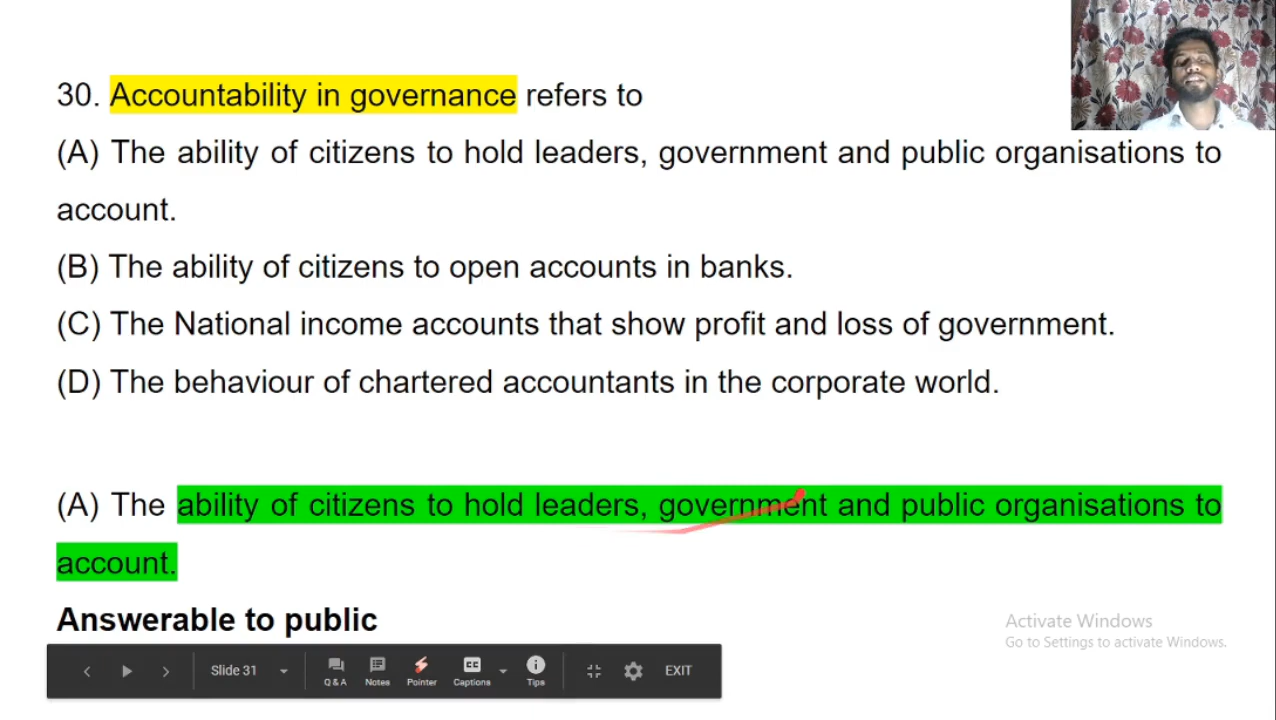 30. Accountability in governance refers to
(A) The ability of citizens to hold leaders, government and public organisations to
account.
(B) The ability of citizens to open accounts in banks.
(C) The National income accounts that show profit and loss of government.
(D) The behaviour of chartered accountants in the corporate world.
(A) The ability of citizens to hold leaders, government and public organisations to
account.
Answerable to public
Activate Windows
Go to Settings to activate Windows.
Slide 31
Q & A Notes Pointer CC Captions Tips EXIT